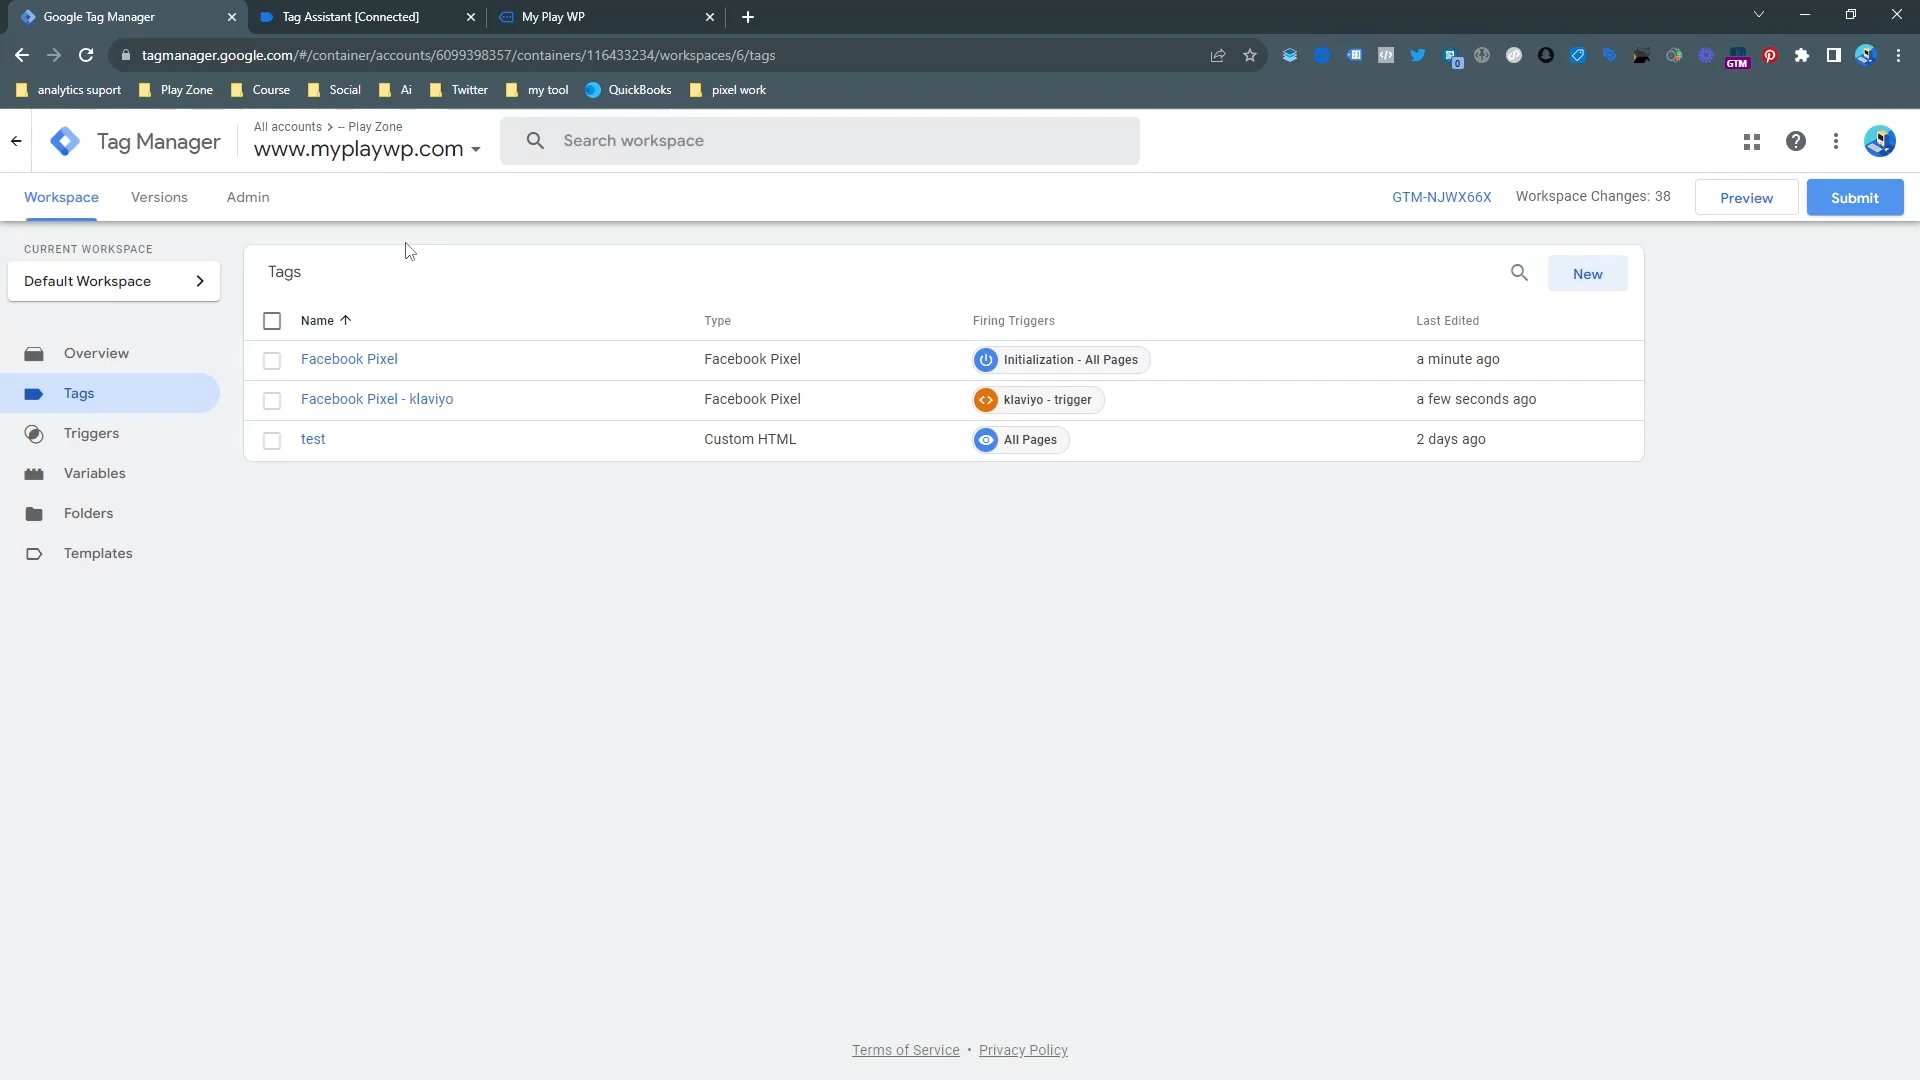 Google Tag Manager
Tag Assistant [Connected]
My Play WP
tagmanager.google.com/#/container/accounts/6099398357/containers/116433234/workspaces/6/tags
0
GTM
analytics suport
Play Zone
Course
Social
Ai
Twitter
my tool
QuickBooks
pixel work
Tag Manager
All accounts > -- Play Zone
www.myplaywp.com
Search workspace
Workspace
Versions
Admin
GTM-NJWX66X
Workspace Changes: 38
Preview
Submit
CURRENT WORKSPACE
Default Workspace
Overview
Tags
Triggers
Variables
Folders
Templates
Tags
New
Name
Type
Firing Triggers
Last Edited
Facebook Pixel
Facebook Pixel
Initialization - All Pages
a minute ago
Facebook Pixel - klaviyo
Facebook Pixel
klaviyo - trigger
a few seconds ago
test
Custom HTML
All Pages
2 days ago
Terms of Service • Privacy Policy